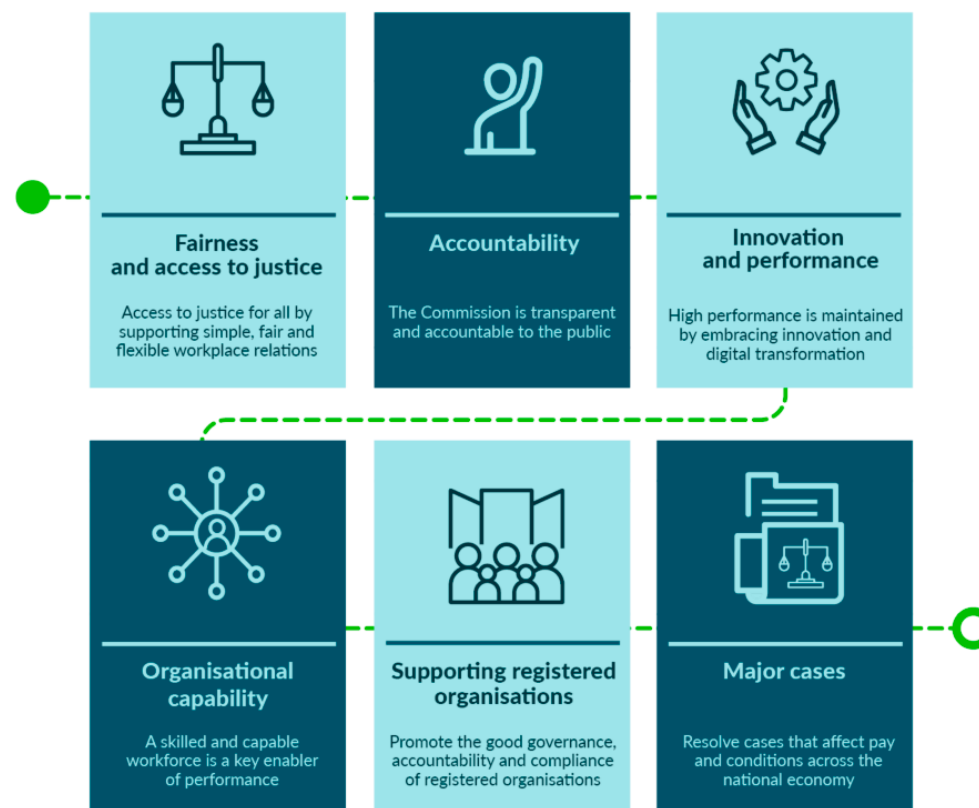 Fairness
and access to justice
Access to justice for all by
supporting simple, fair and
flexible workplace relations
Accountability
The Commission is transparent
and accountable to the public
Innovation
and performance
High performance is maintained
by embracing innovation and
digital transformation
Organisational
capability
A skilled and capable
workforce is a key enabler
of performance
Supporting registered
organisations
Promote the good governance,
accountability and compliance
of registered organisations
Major cases
Resolve cases that affect pay
and conditions across the
national economy